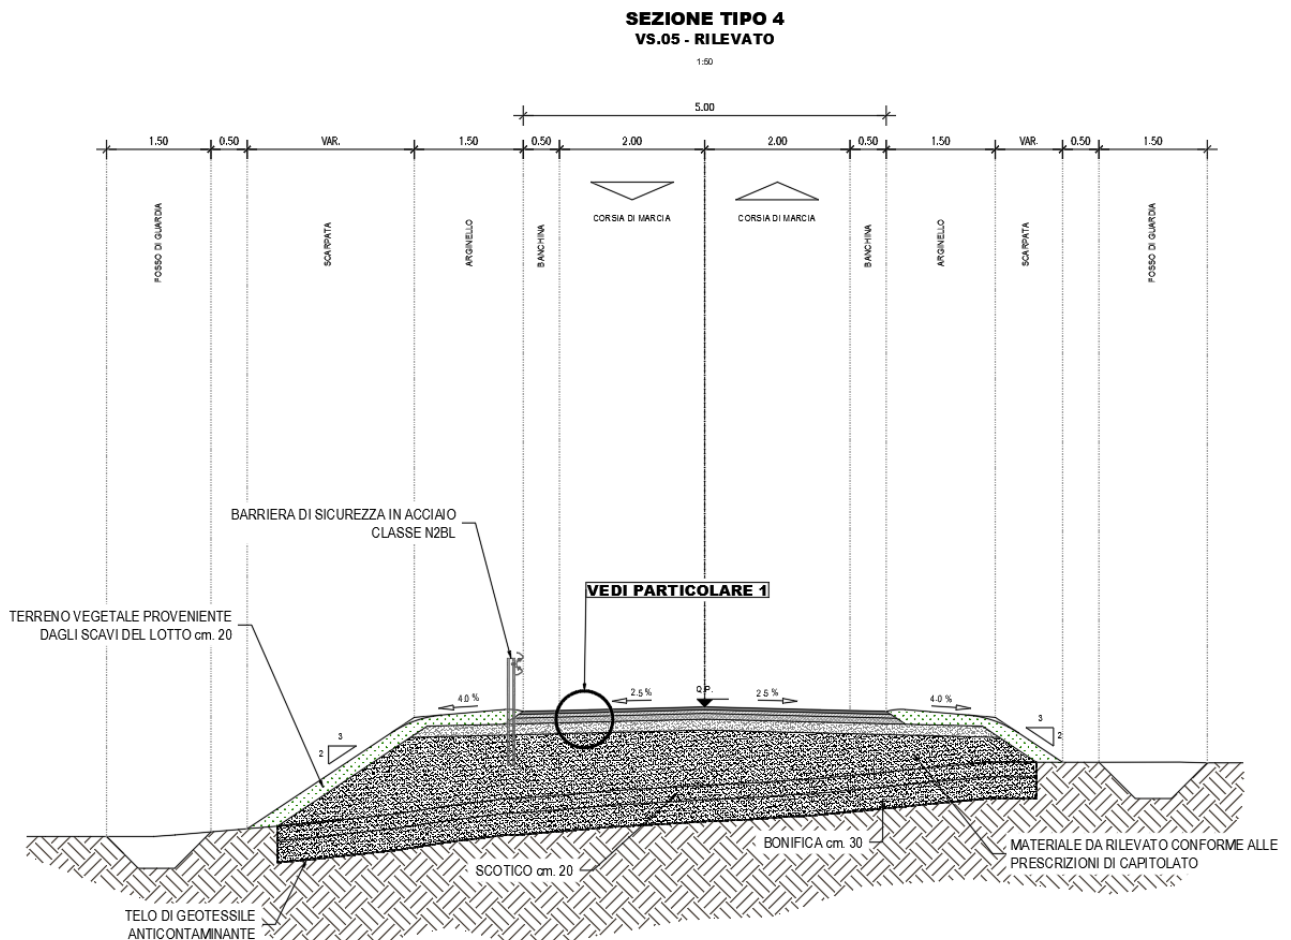 SEZIONE TIPO 4
VS.05 - RILEVATO
1:50
5.00
1.50
0.50
VAR.
1.50
0.50
2.00
2.00
0.50
1.50
VAR.
0.50
1.50
FOSSO DI GUARDIA
SCARPATA
ARGINELLO
BANCHINA
CORSIA DI MARCIA
CORSIA DI MARCIA
BANCHINA
ARGINELLO
SCARPATA
FOSSO DI GUARDIA
BARRIERA DI SICUREZZA IN ACCIAIO
CLASSE N2BL
VEDI PARTICOLARE 1
TERRENO VEGETALE PROVENIENTE
DAGLI SCAVI DEL LOTTO cm. 20
4.0 %
2.5 %
Q.P.
2.5 %
4.0 %
3
2
3
2
BONIFICA cm. 30
MATERIALE DA RILEVATO CONFORME ALLE
PRESCRIZIONI DI CAPITOLATO
SCOTICO cm. 20
TELO DI GEOTESSILE
ANTICONTAMINANTE